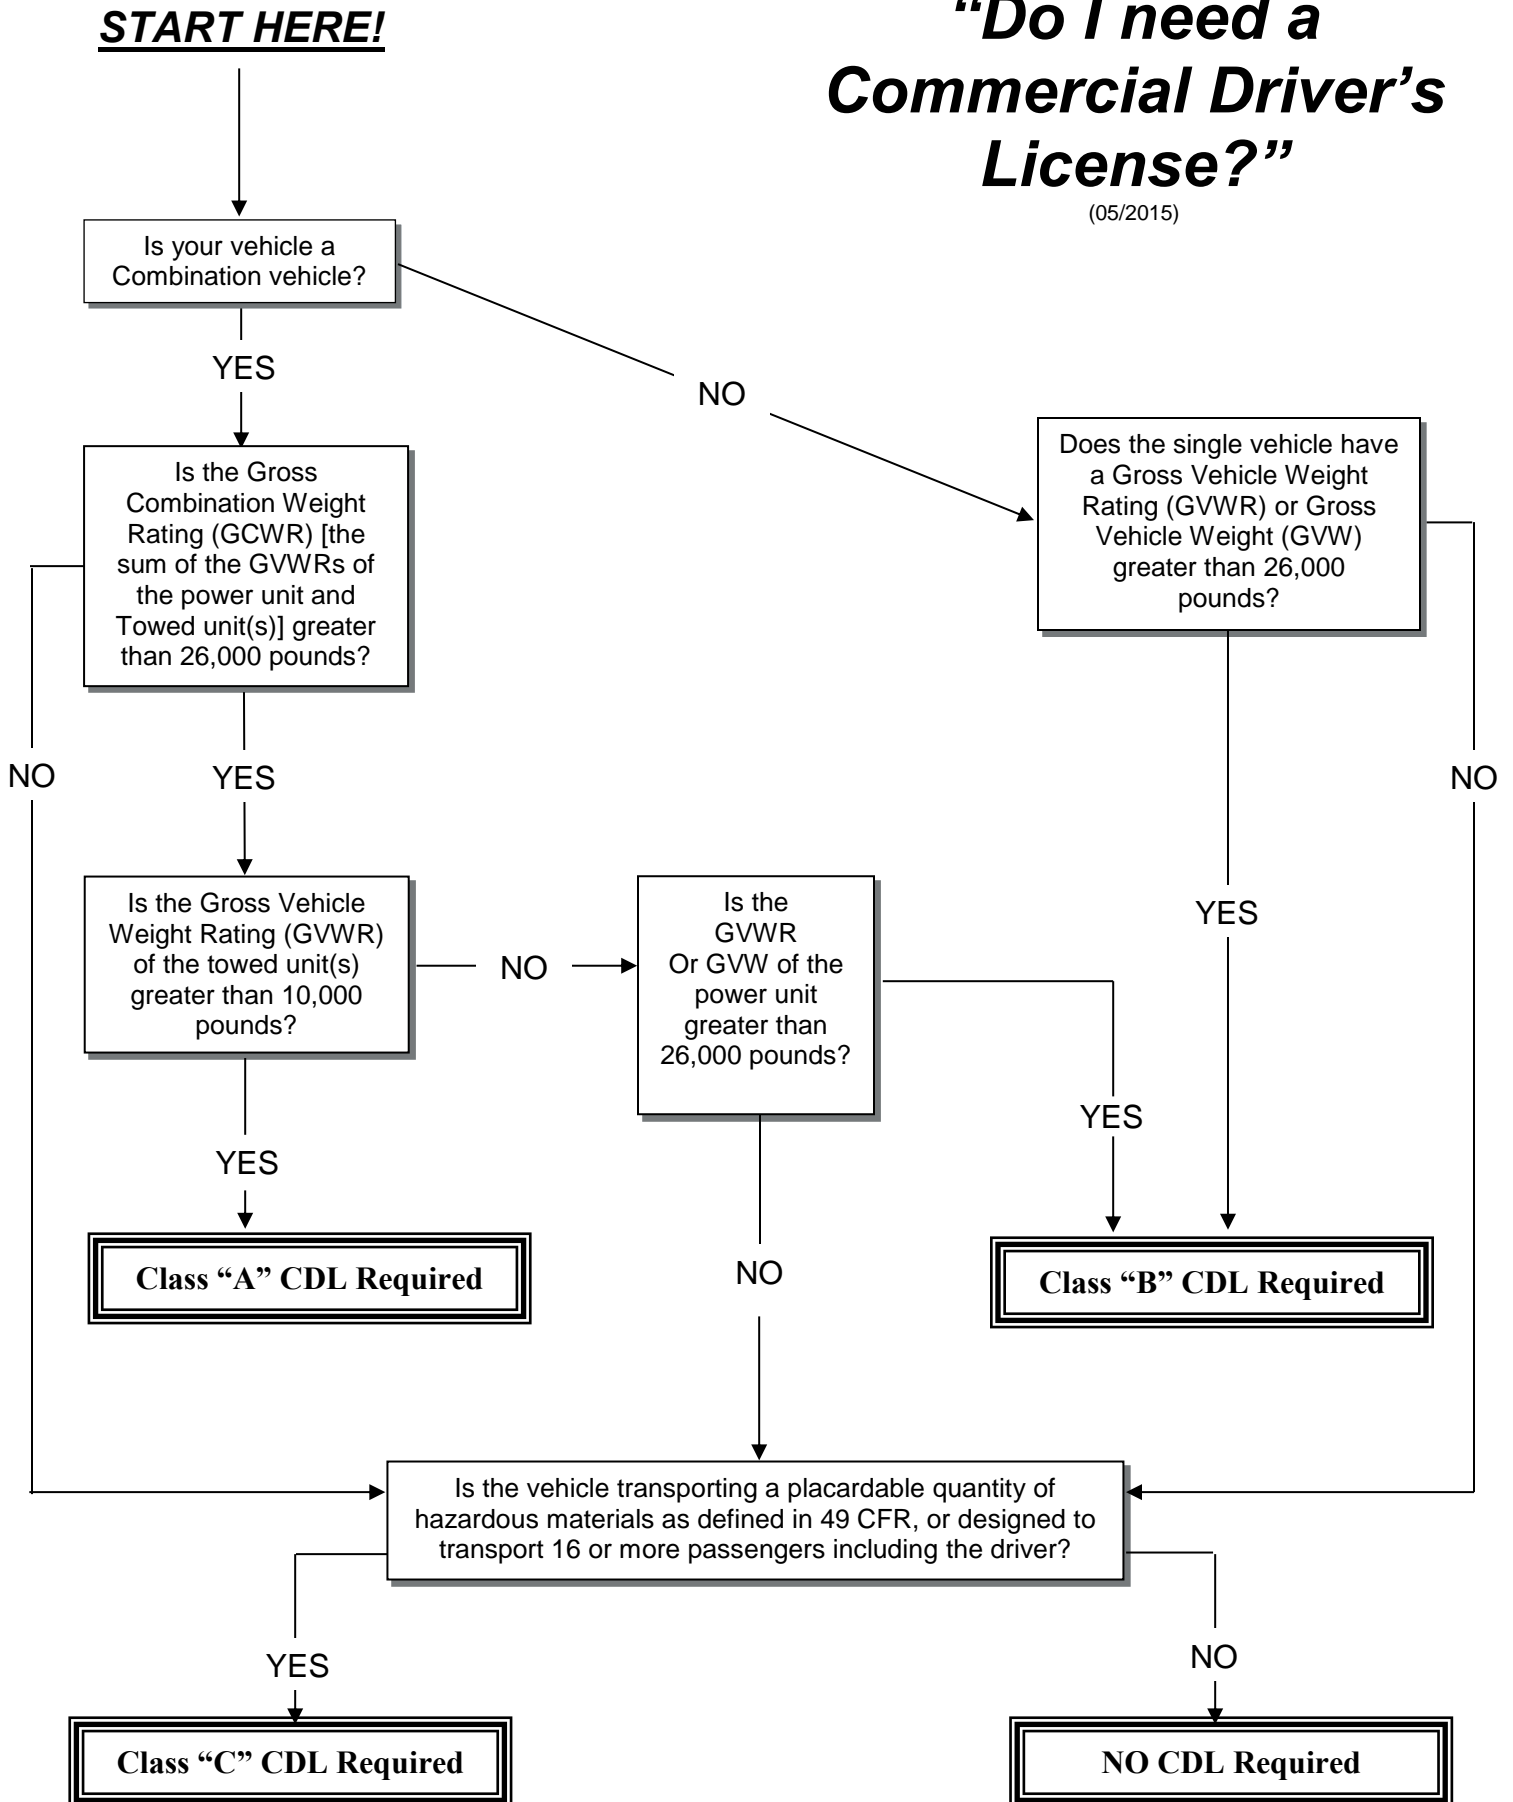 START HERE!
“Do I need a
Commercial Driver’s
License?”
(05/2015)
Is your vehicle a
Combination vehicle?
YES
NO
Is the Gross
Combination Weight
Rating (GCWR) [the
sum of the GVWRs of
the power unit and
Towed unit(s)] greater
than 26,000 pounds?
Does the single vehicle have
a Gross Vehicle Weight
Rating (GVWR) or Gross
Vehicle Weight (GVW)
greater than 26,000
pounds?
NO
YES
NO
Is the Gross Vehicle
Weight Rating (GVWR)
of the towed unit(s)
greater than 10,000
pounds?
NO
Is the
GVWR
Or GVW of the
power unit
greater than
26,000 pounds?
YES
YES
YES
NO
Class “A” CDL Required
Class “B” CDL Required
Is the vehicle transporting a placardable quantity of
hazardous materials as defined in 49 CFR, or designed to
transport 16 or more passengers including the driver?
YES
NO
Class “C” CDL Required
NO CDL Required